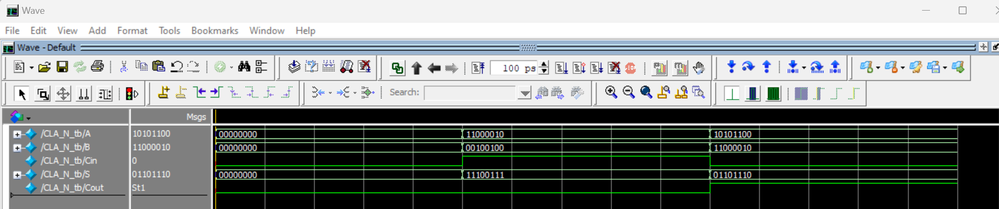 Wave
File Edit View Add Format Tools Bookmarks Window Help
Wave - Default
100 ps
Search:
Msgs
/CLA_N_tb/A 10101100 00000000 11000010 10101100
/CLA_N_tb/B 11000010 00000000 00100100 11000010
/CLA_N_tb/Cin 0
/CLA_N_tb/S 01101110 00000000 11100111 01101110
/CLA_N_tb/Cout St1